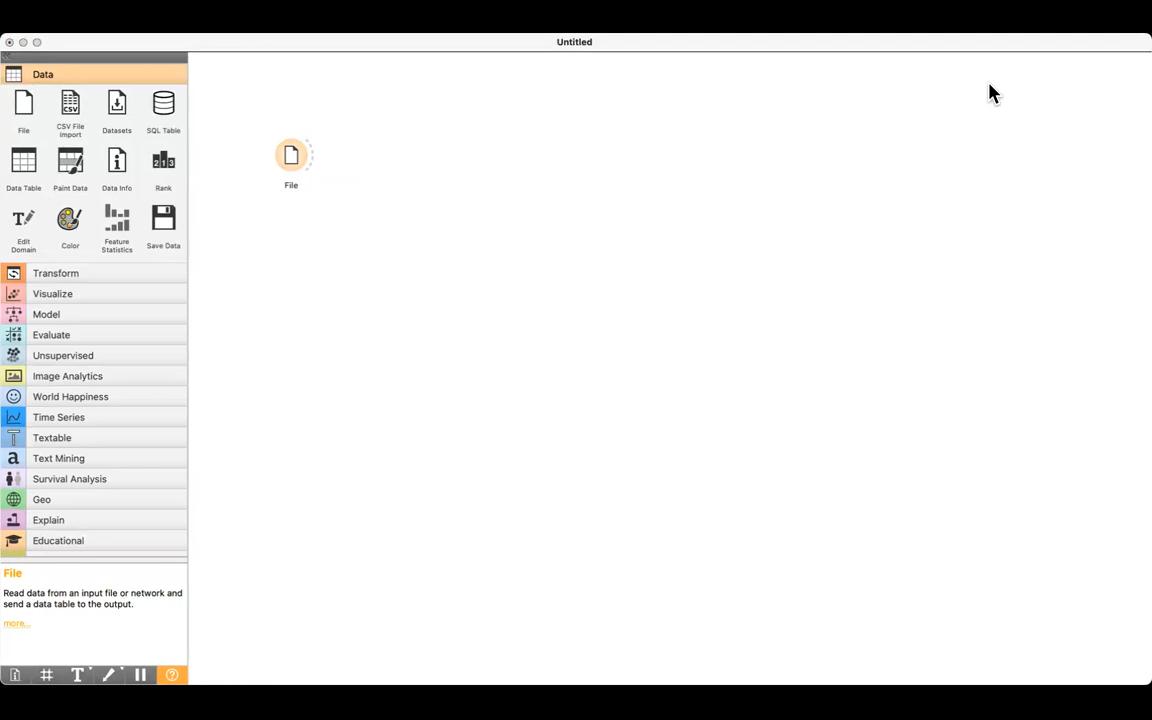 Untitled
Data
File
CSV File Import
Datasets
SQL Table
Data Table
Paint Data
Data Info
Rank
Edit Domain
Color
Feature Statistics
Save Data
Transform
Visualize
Model
Evaluate
Unsupervised
Image Analytics
World Happiness
Time Series
Textable
Text Mining
Survival Analysis
Geo
Explain
Educational
File
Read data from an input file or network and
send a data table to the output.
more...
File